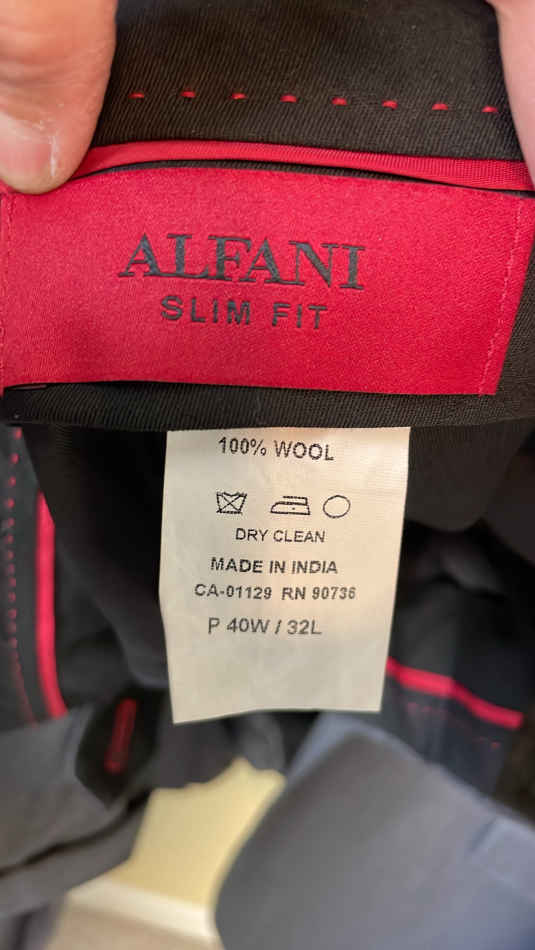 ALFANI
SLIM FIT
100% WOOL
DRY CLEAN
MADE IN INDIA
CA-01129 RN 90736
P 40W / 32L